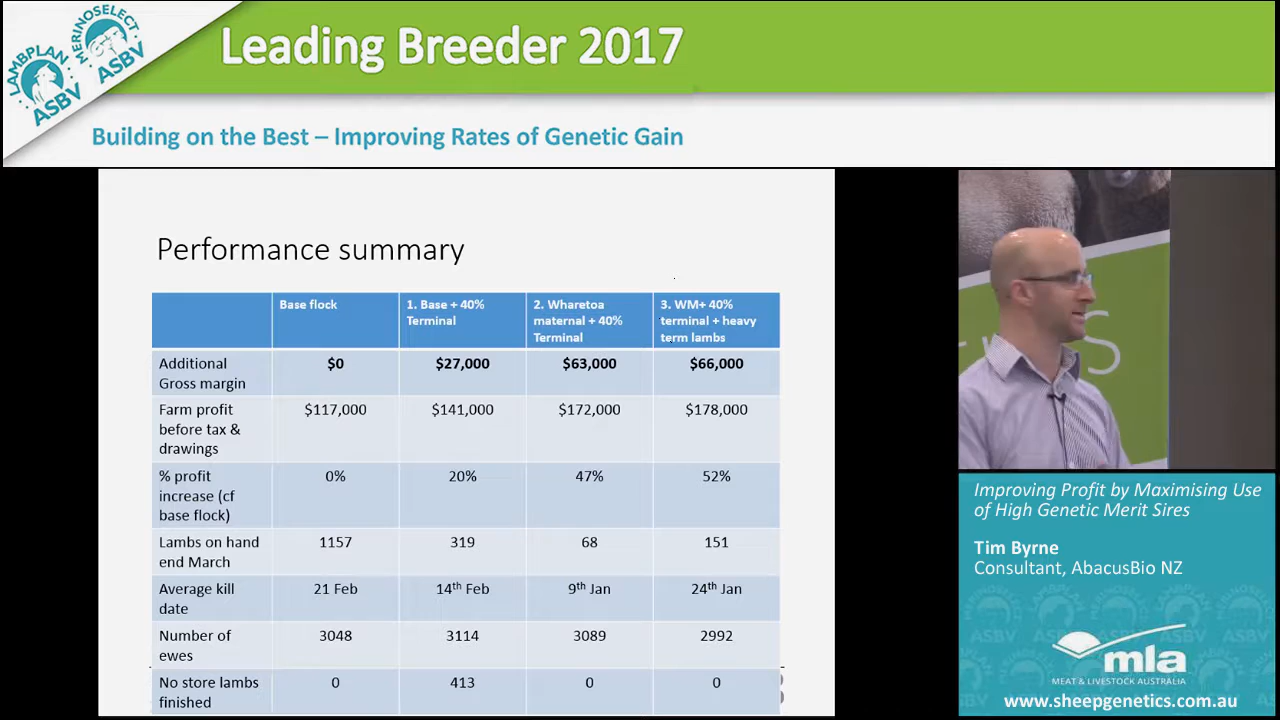 LAMBPLAN
ASBV
MERINOSELECT
ASBV
Leading Breeder 2017
Building on the Best – Improving Rates of Genetic Gain
Performance summary
Base flock
1. Base + 40%
Terminal
2. Wharetoa
maternal + 40%
Terminal
3. WM+ 40%
terminal + heavy
term lambs
Additional
Gross margin
$0
$27,000
$63,000
$66,000
Farm profit
before tax &
drawings
$117,000
$141,000
$172,000
$178,000
% profit
increase (cf
base flock)
0%
20%
47%
52%
Lambs on hand
end March
1157
319
68
151
Average kill
date
21 Feb
14th Feb
9th Jan
24th Jan
Number of
ewes
3048
3114
3089
2992
No store lambs
finished
0
413
0
0
Improving Profit by Maximising Use
of High Genetic Merit Sires
Tim Byrne
Consultant, AbacusBio NZ
mla
MEAT & LIVESTOCK AUSTRALIA
www.sheepgenetics.com.au